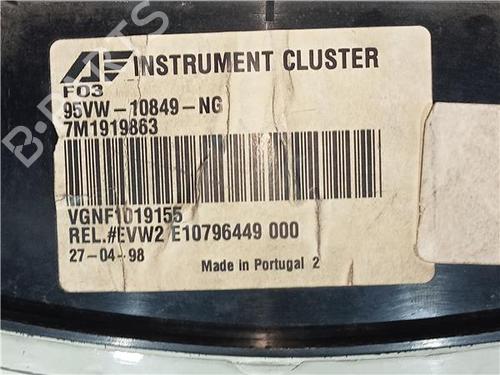 INSTRUMENT CLUSTER
F03
95VW-10849-NG
7M1919863
VGNF1019155
REL.#EVW2 E10796449 000
27-04-98
Made in Portugal 2
B-PARTS